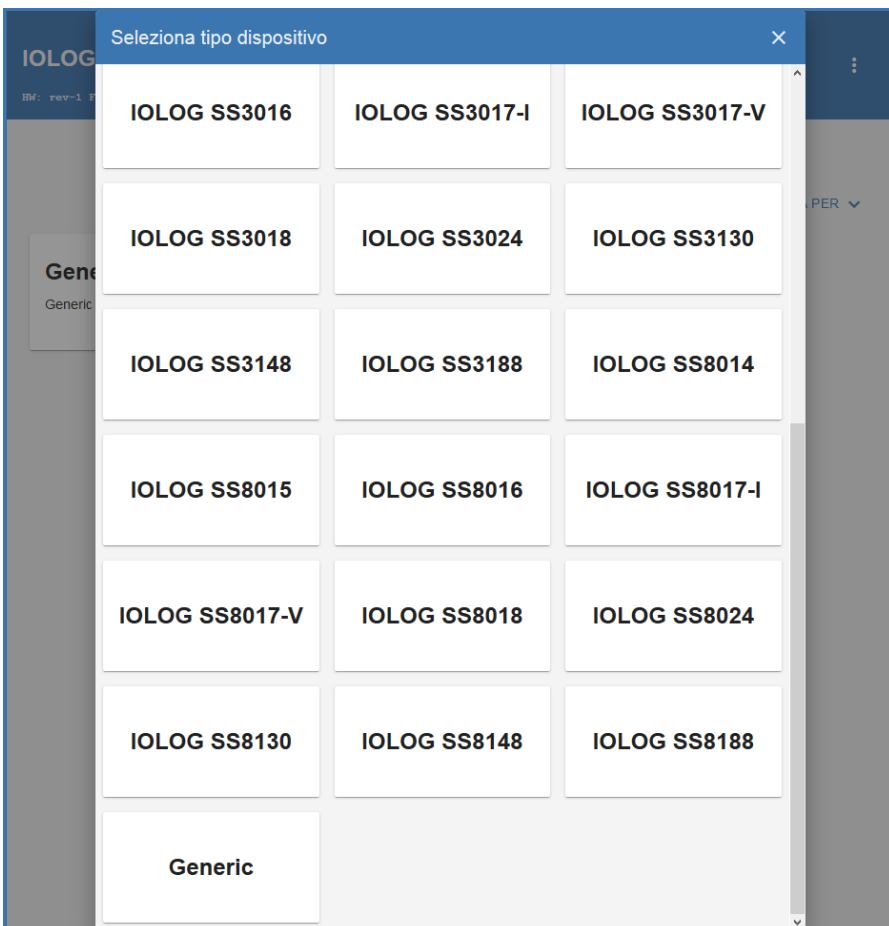 Seleziona tipo dispositivo
IOLOG
HW: rev-1
IOLOG SS3016
IOLOG SS3017-I
IOLOG SS3017-V
PER
IOLOG SS3018
IOLOG SS3024
IOLOG SS3130
Gene
Generic
IOLOG SS3148
IOLOG SS3188
IOLOG SS8014
IOLOG SS8015
IOLOG SS8016
IOLOG SS8017-I
IOLOG SS8017-V
IOLOG SS8018
IOLOG SS8024
IOLOG SS8130
IOLOG SS8148
IOLOG SS8188
Generic